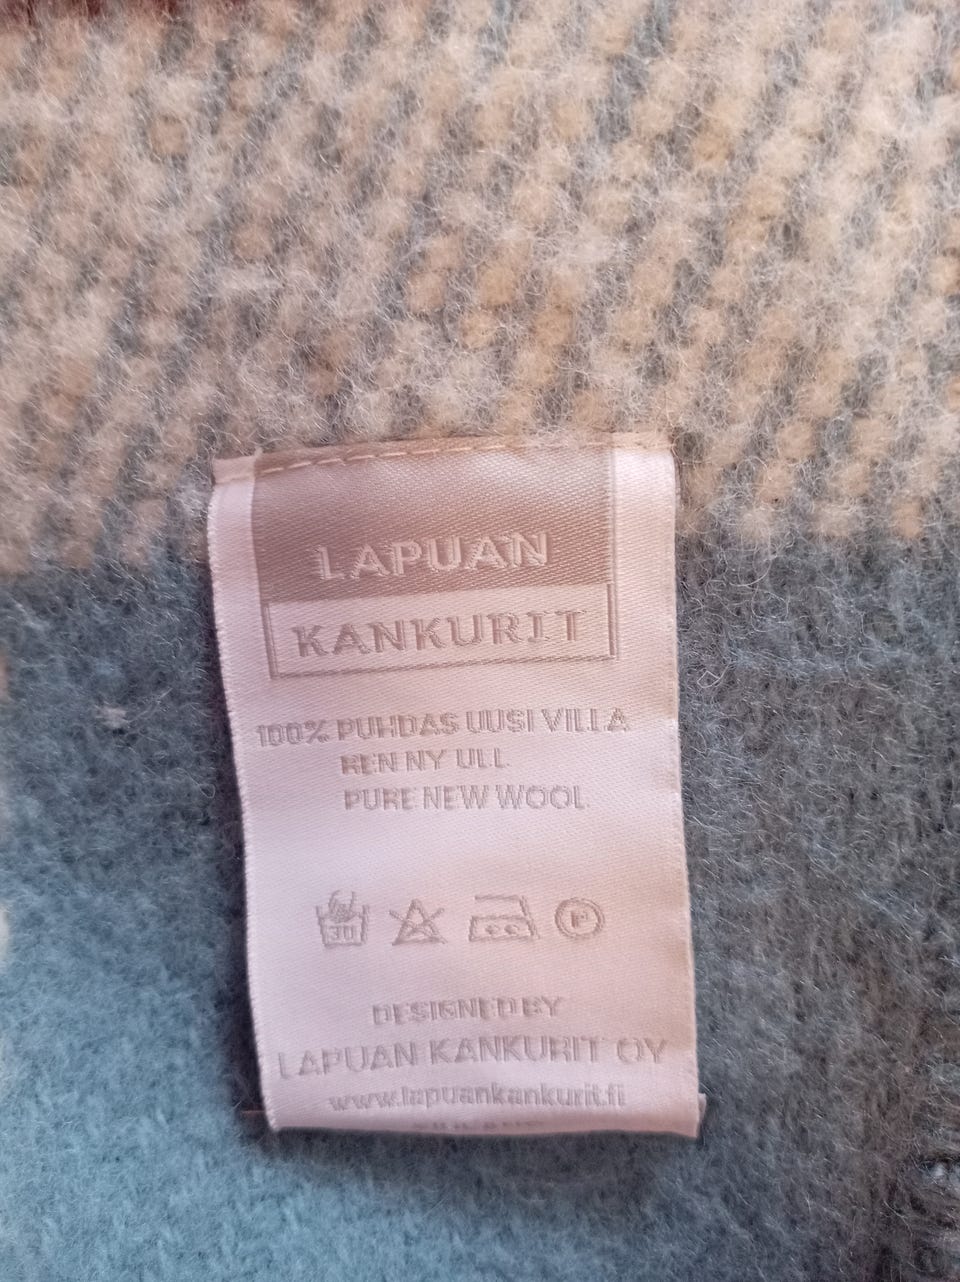 LAPUAN
KANKURIT
100% PUHDAS UUSI VILLA
REN NY ULL
PURE NEW WOOL
P
DESIGNED BY
LAPUAN KANKURIT OY
www.lapuankankurit.fi